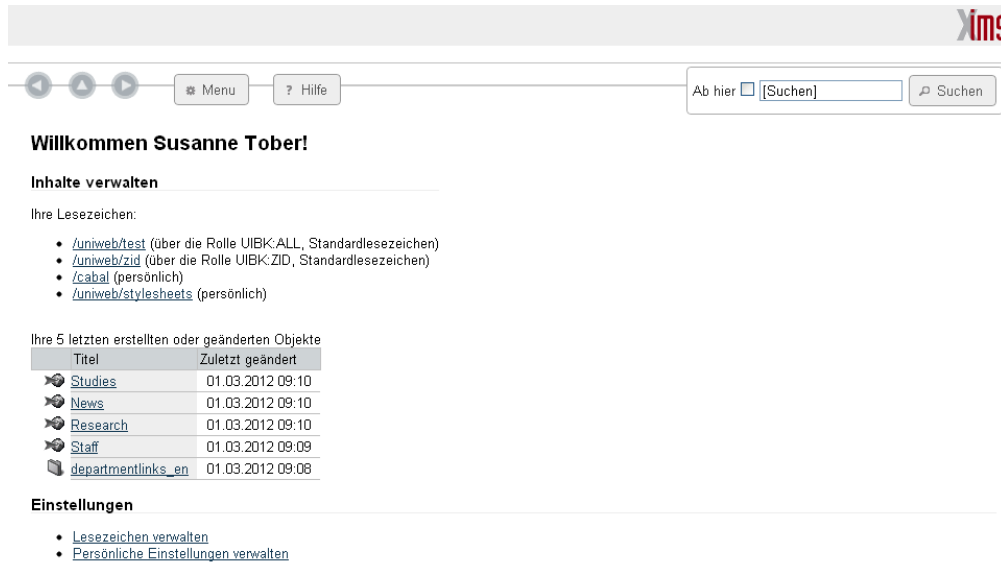 Xims
Menu
? Hilfe
Ab hier [Suchen] Suchen
Willkommen Susanne Tober!
Inhalte verwalten
Ihre Lesezeichen:
/uniweb/test (über die Rolle UIBK:ALL, Standardlesezeichen)
/uniweb/zid (über die Rolle UIBK:ZID, Standardlesezeichen)
/cabal (persönlich)
/uniweb/stylesheets (persönlich)
Ihre 5 letzten erstellten oder geänderten Objekte
Titel Zuletzt geändert
Studies 01.03.2012 09:10
News 01.03.2012 09:10
Research 01.03.2012 09:10
Staff 01.03.2012 09:09
departmentlinks_en 01.03.2012 09:08
Einstellungen
Lesezeichen verwalten
Persönliche Einstellungen verwalten